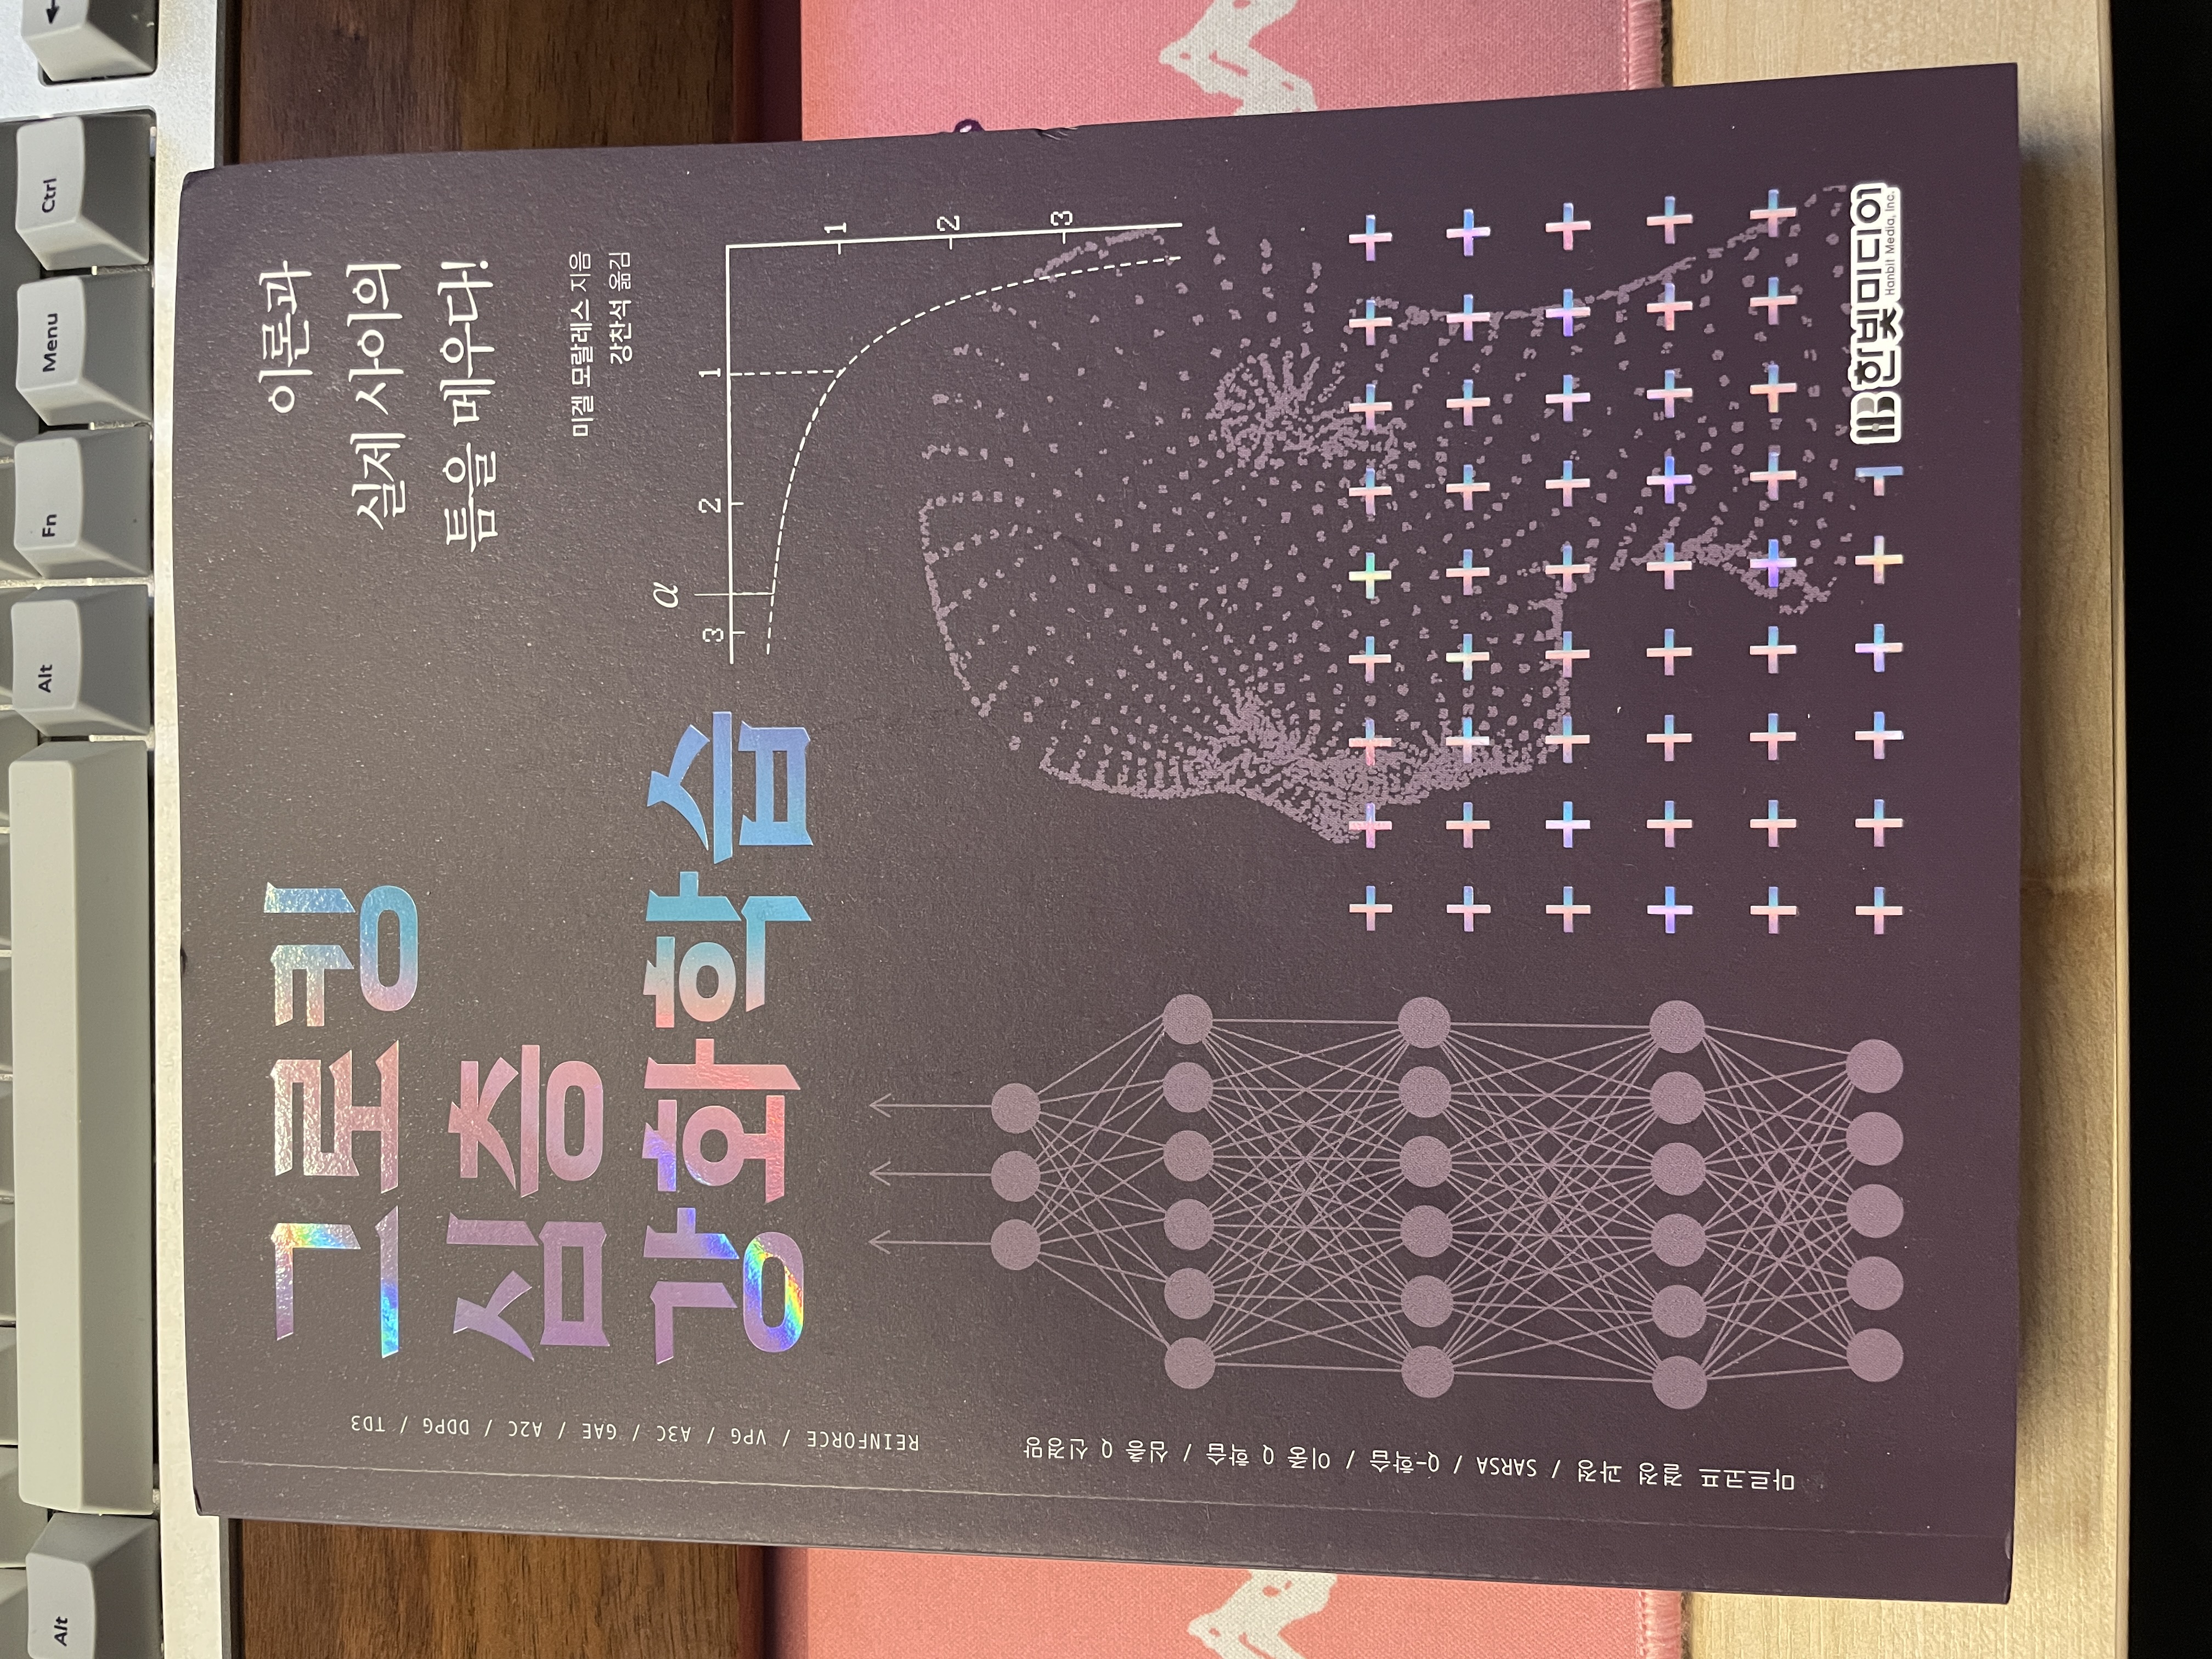 Alt
Alt
Fn
Menu
Ctrl
←
그로킹
심층
강화학습
이론과
실제 사이의
틈을 메우다!
미겔 모랄레스 지음
강찬석 옮김
α
3 2 1
1
2
3
마르코프 결정 과정 / SARSA / Q-학습 / 이중 Q 학습 / 심층 Q 신경망
REINFORCE / VPG / A3C / GAE / A2C / DDPG / TD3
HB 한빛미디어
Hanbit Media, Inc.